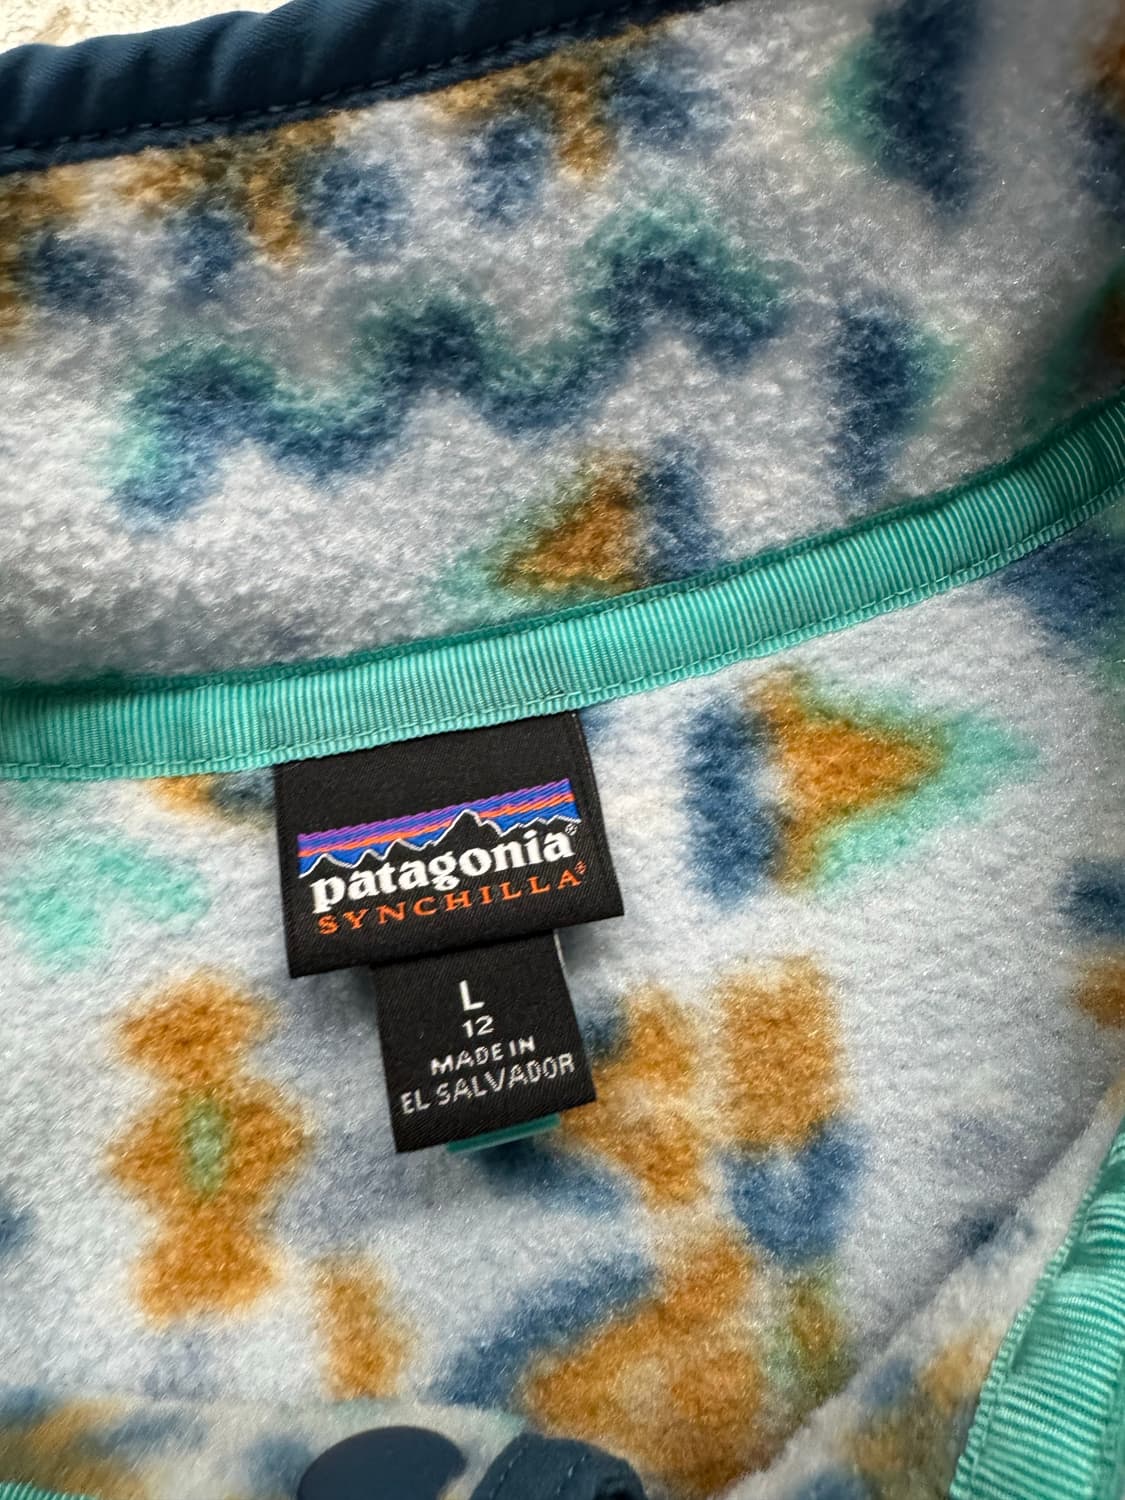 patagonia®
SYNCHILLA®
L
12
MADE IN
EL SALVADOR